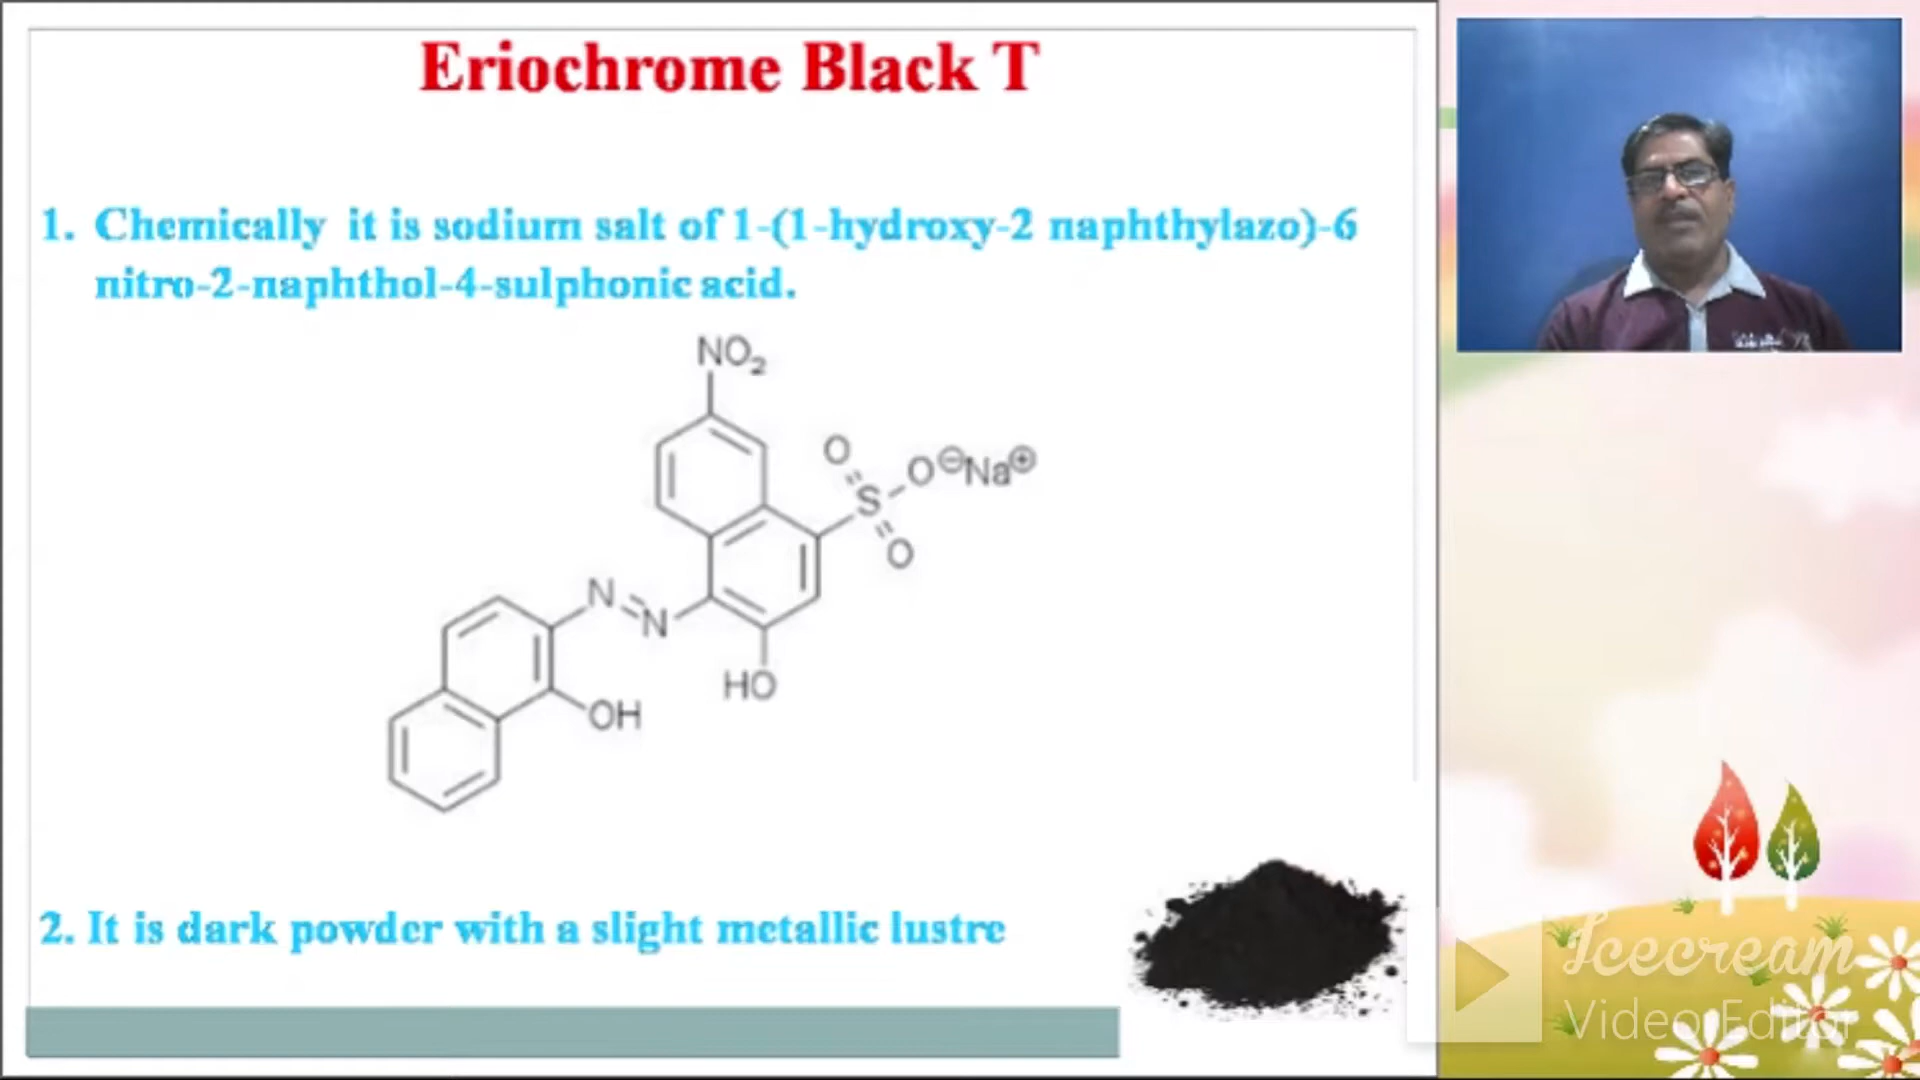 Eriochrome Black T
1. Chemically it is sodium salt of 1-(1-hydroxy-2 naphthylazo)-6
nitro-2-naphthol-4-sulphonic acid.
NO₂
O
O⊖Na⊕
S
O
N
N
HO
OH
2. It is dark powder with a slight metallic lustre
Icecream
Video Editor